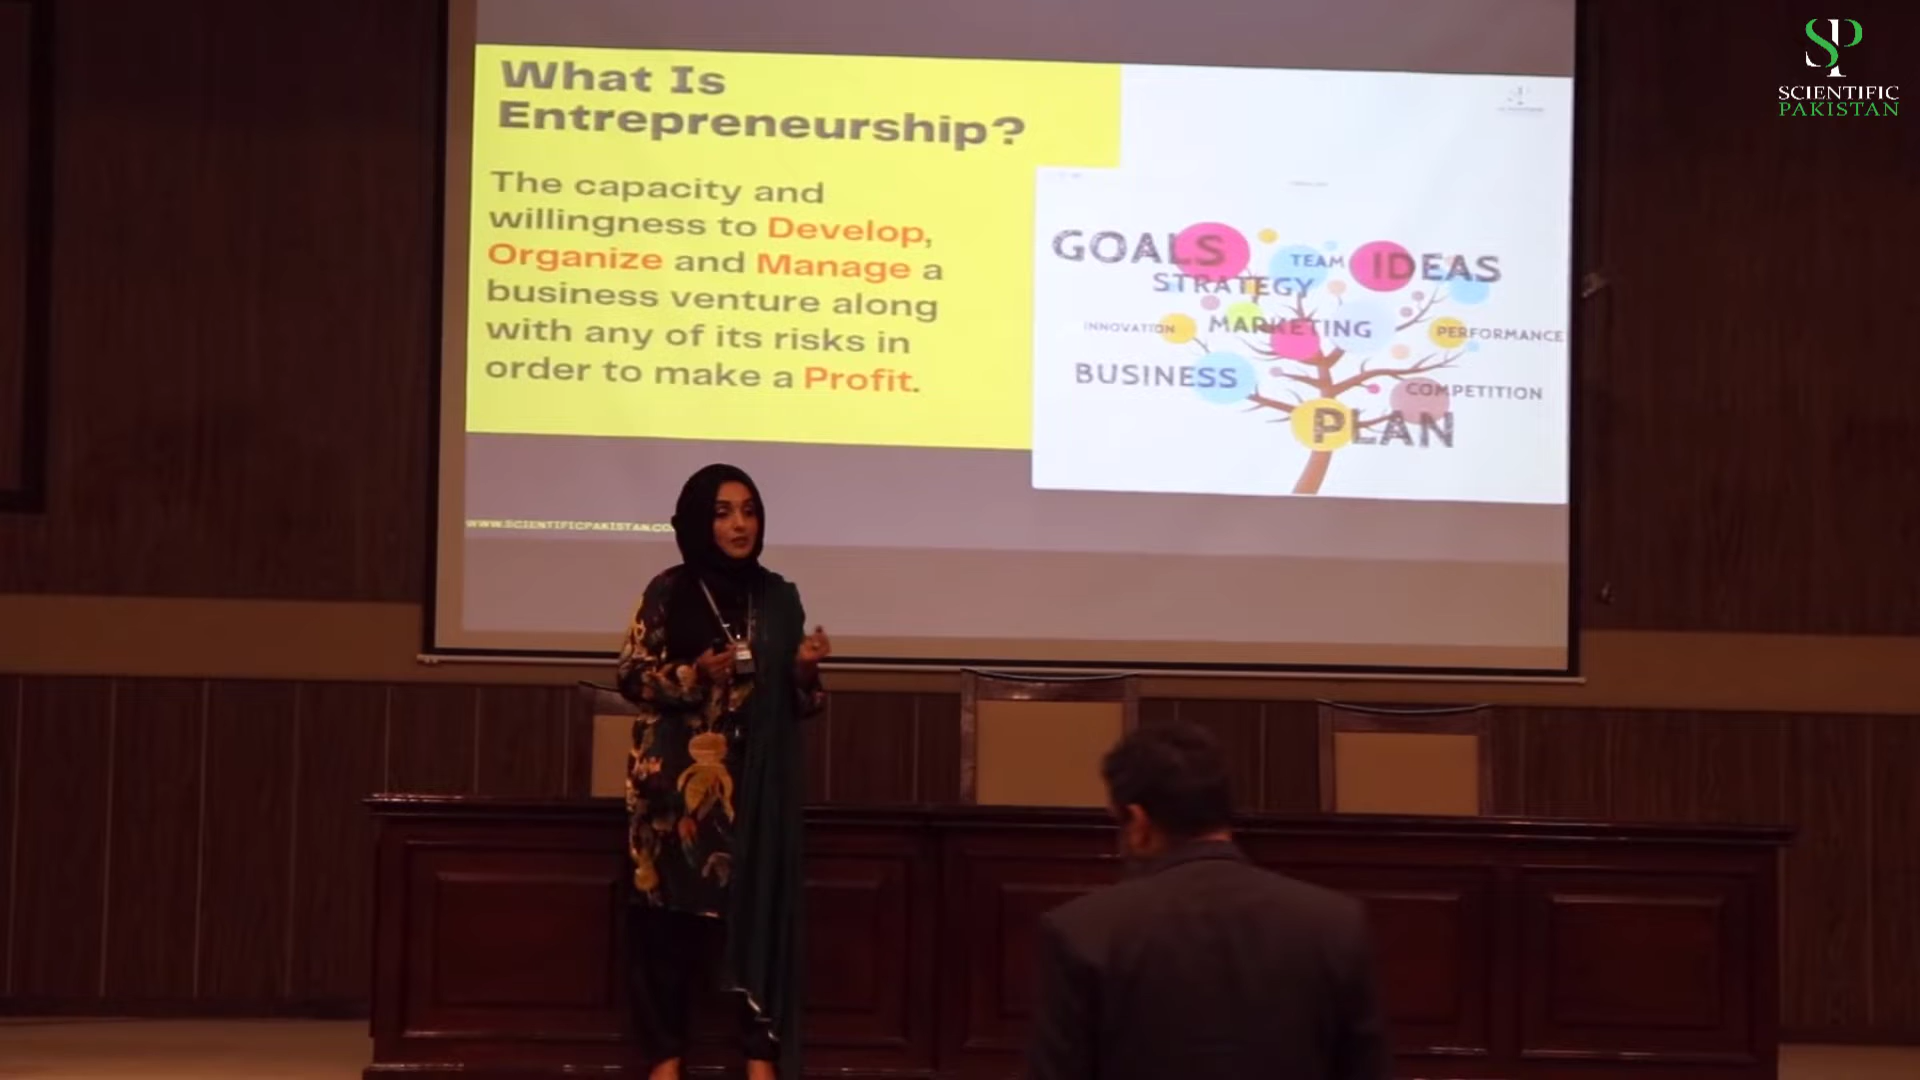 SP
SCIENTIFIC
PAKISTAN
What Is
Entrepreneurship?
The capacity and
willingness to Develop,
Organize and Manage a
business venture along
with any of its risks in
order to make a Profit.
GOALS
TEAM
IDEAS
STRATEGY
INNOVATION
MARKETING
PERFORMANCE
BUSINESS
COMPETITION
PLAN
WWW.SCIENTIFICPAKISTAN.CO